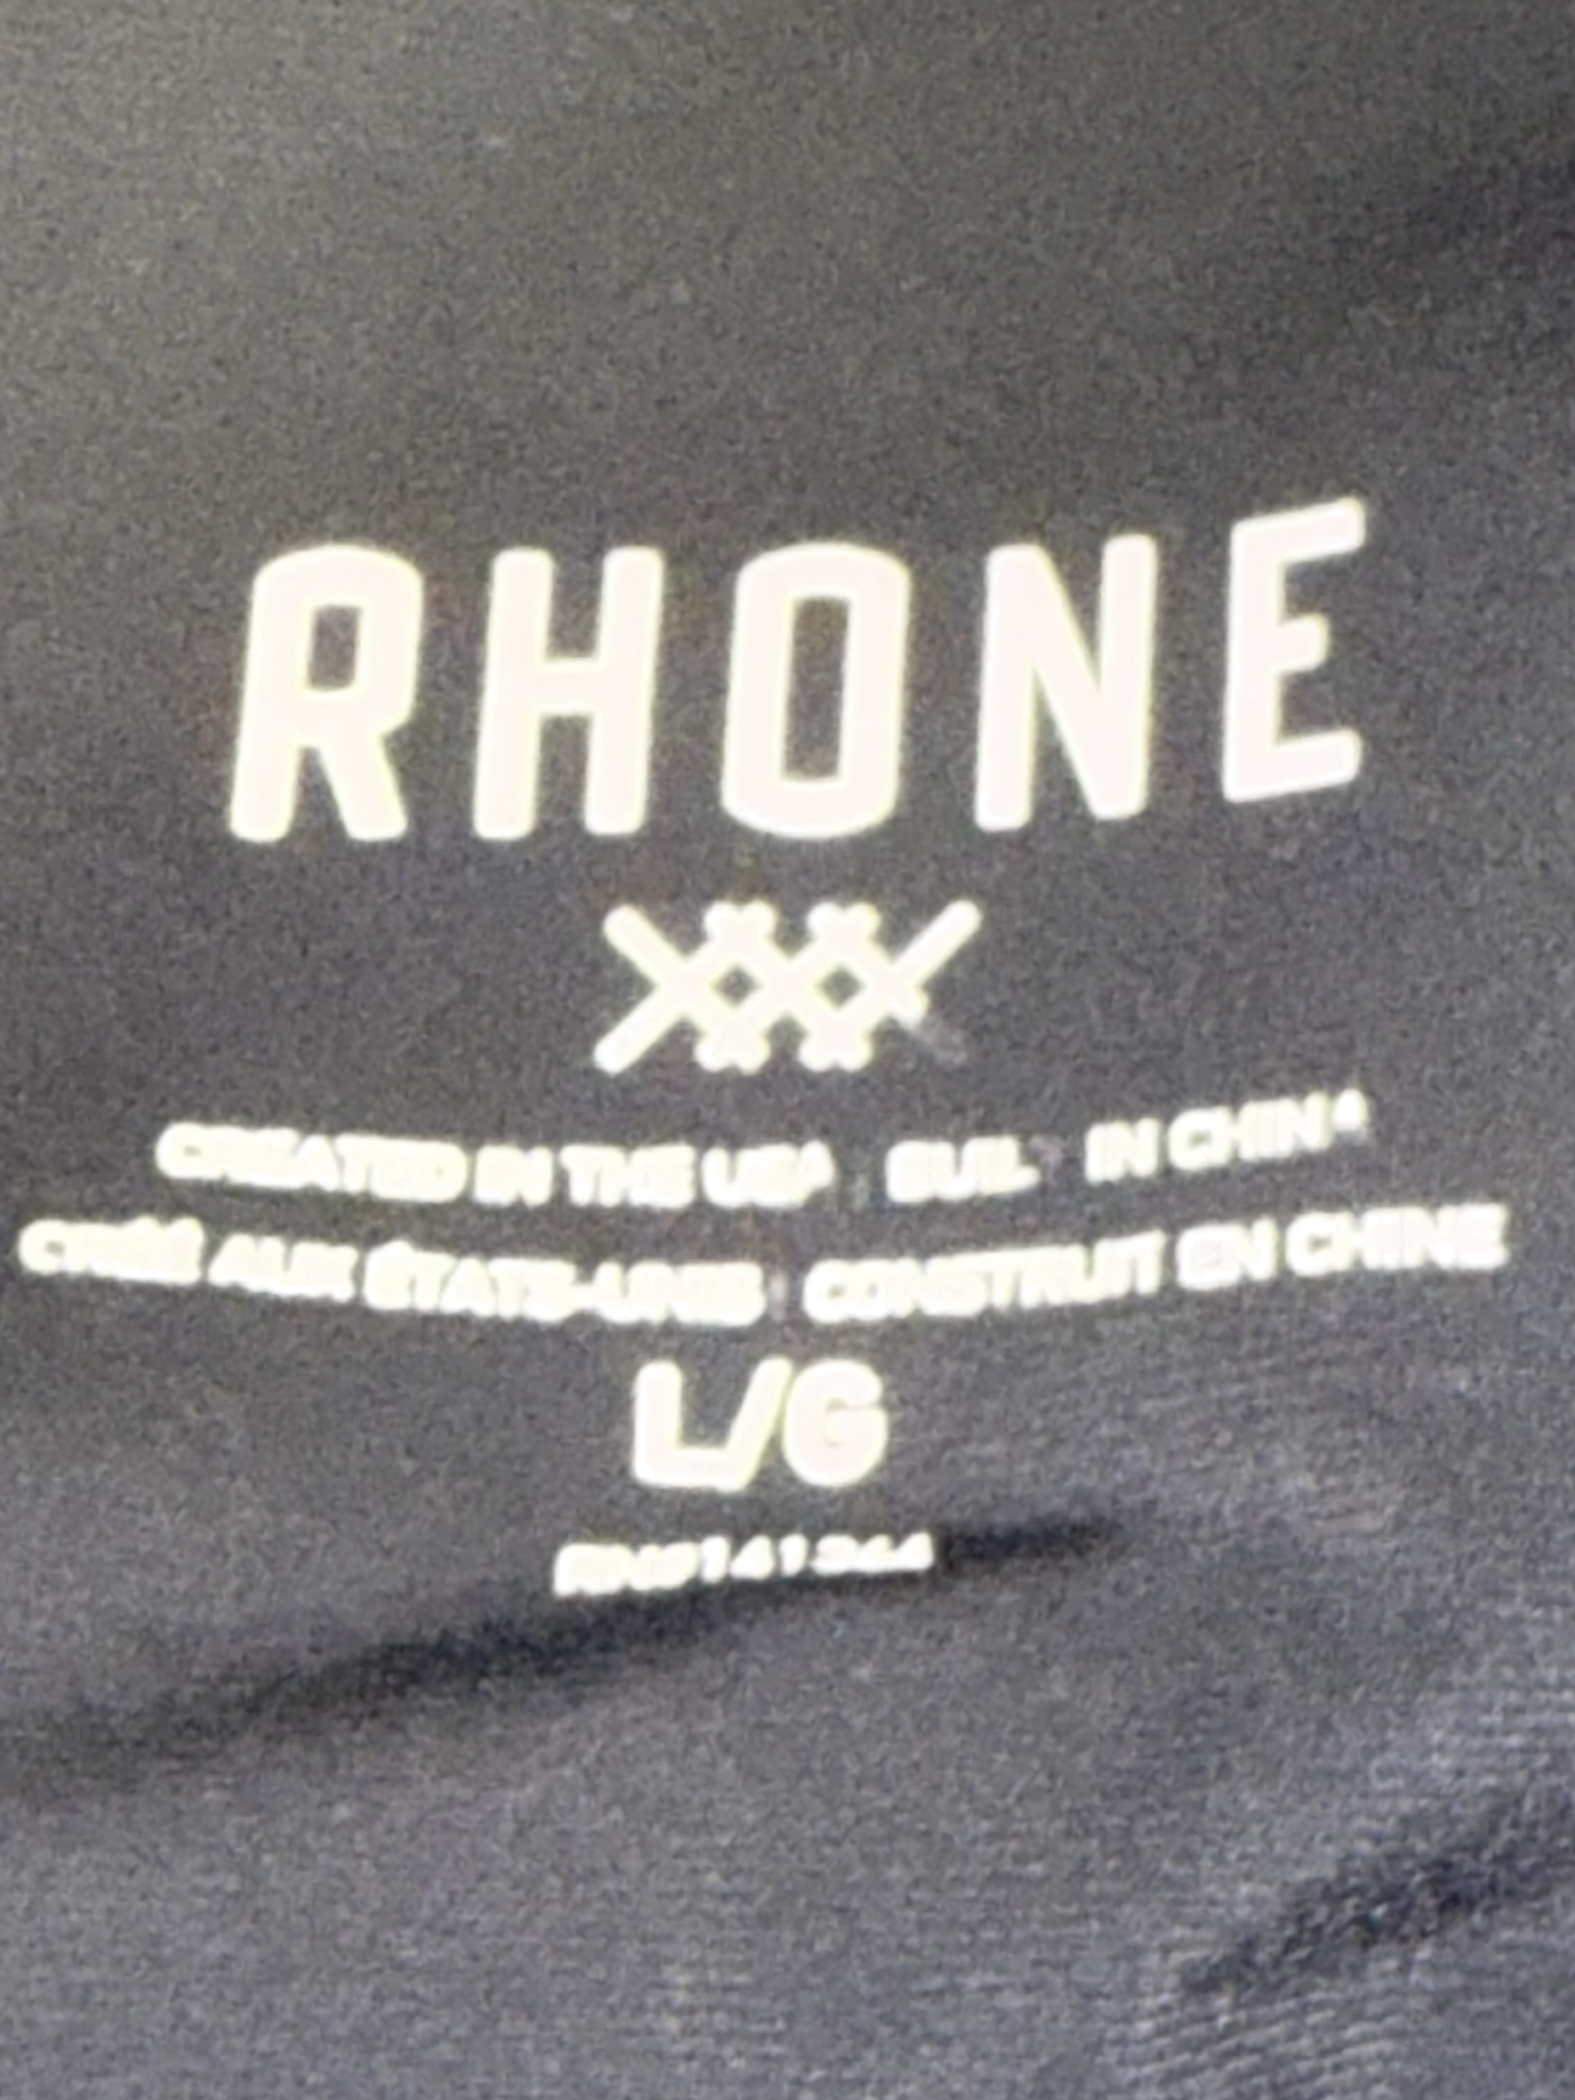 RHONE
CREATED IN THE USA | BUILT IN CHINA
CRÉÉ AUX ÉTATS-UNIS | CONSTRUIT EN CHINE
L/G